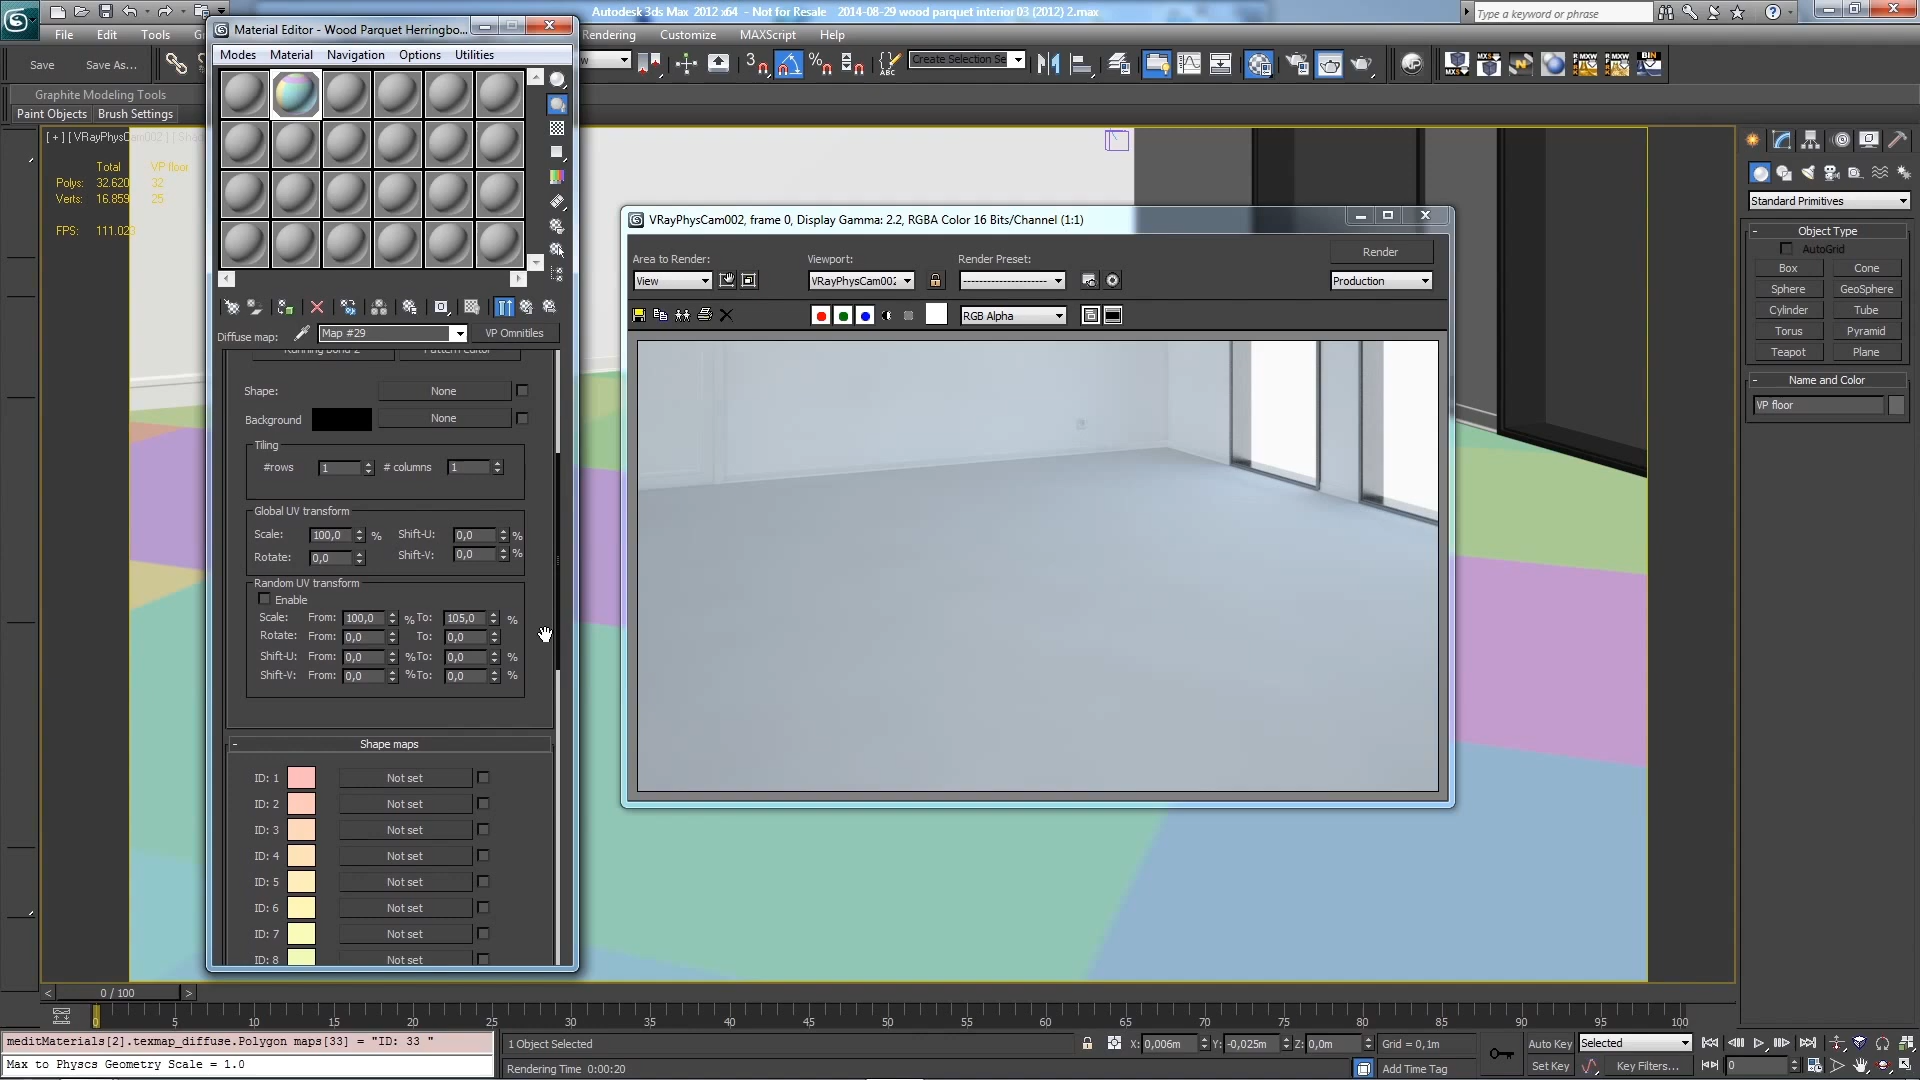 Autodesk 3ds Max 2012 x64 - Not for Resale 2014-08-29 wood parquet interior 03 (2012) 2.max
Type a keyword or phrase
File Edit Tools
Rendering Customize MAXScript Help
Save Save As...
Create Selection Se
Graphite Modeling Tools
Paint Objects Brush Settings
[ + ] [ VRayPhysCam002 ] [ Shad
Total VP floor
Polys: 32.620 32
Verts: 16.859 25
FPS: 111.023
Material Editor - Wood Parquet Herringbo...
Modes Material Navigation Options Utilities
Diffuse map: Map #29 VP Omnitiles
Running Bond 2 Pattern Editor
Shape: None
Background None
Tiling
#rows 1 # columns 1
Global UV transform
Scale: 100,0 % Shift-U: 0,0 %
Rotate: 0,0 Shift-V: 0,0 %
Random UV transform
Enable
Scale: From: 100,0 % To: 105,0 %
Rotate: From: 0,0 To: 0,0
Shift-U: From: 0,0 % To: 0,0 %
Shift-V: From: 0,0 % To: 0,0 %
- Shape maps
ID: 1 Not set
ID: 2 Not set
ID: 3 Not set
ID: 4 Not set
ID: 5 Not set
ID: 6 Not set
ID: 7 Not set
ID: 8 Not set
VRayPhysCam002, frame 0, Display Gamma: 2.2, RGBA Color 16 Bits/Channel (1:1)
Area to Render: Viewport: Render Preset: Render
View VRayPhysCam002 -------------------- Production
RGB Alpha
Standard Primitives
- Object Type
AutoGrid
Box Cone
Sphere GeoSphere
Cylinder Tube
Torus Pyramid
Teapot Plane
- Name and Color
VP floor
< 0 / 100 >
0 5 10 15 20 25 30 35 40 45 50 55 60 65 70 75 80 85 90 95 100
meditMaterials[2].texmap_diffuse.Polygon maps[33] = "ID: 33 "
Max to Physcs Geometry Scale = 1.0
1 Object Selected
X: 0,006m Y: -0,025m Z: 0,0m Grid = 0,1m
Rendering Time 0:00:20
Add Time Tag
Auto Key Selected
Set Key Key Filters...
0